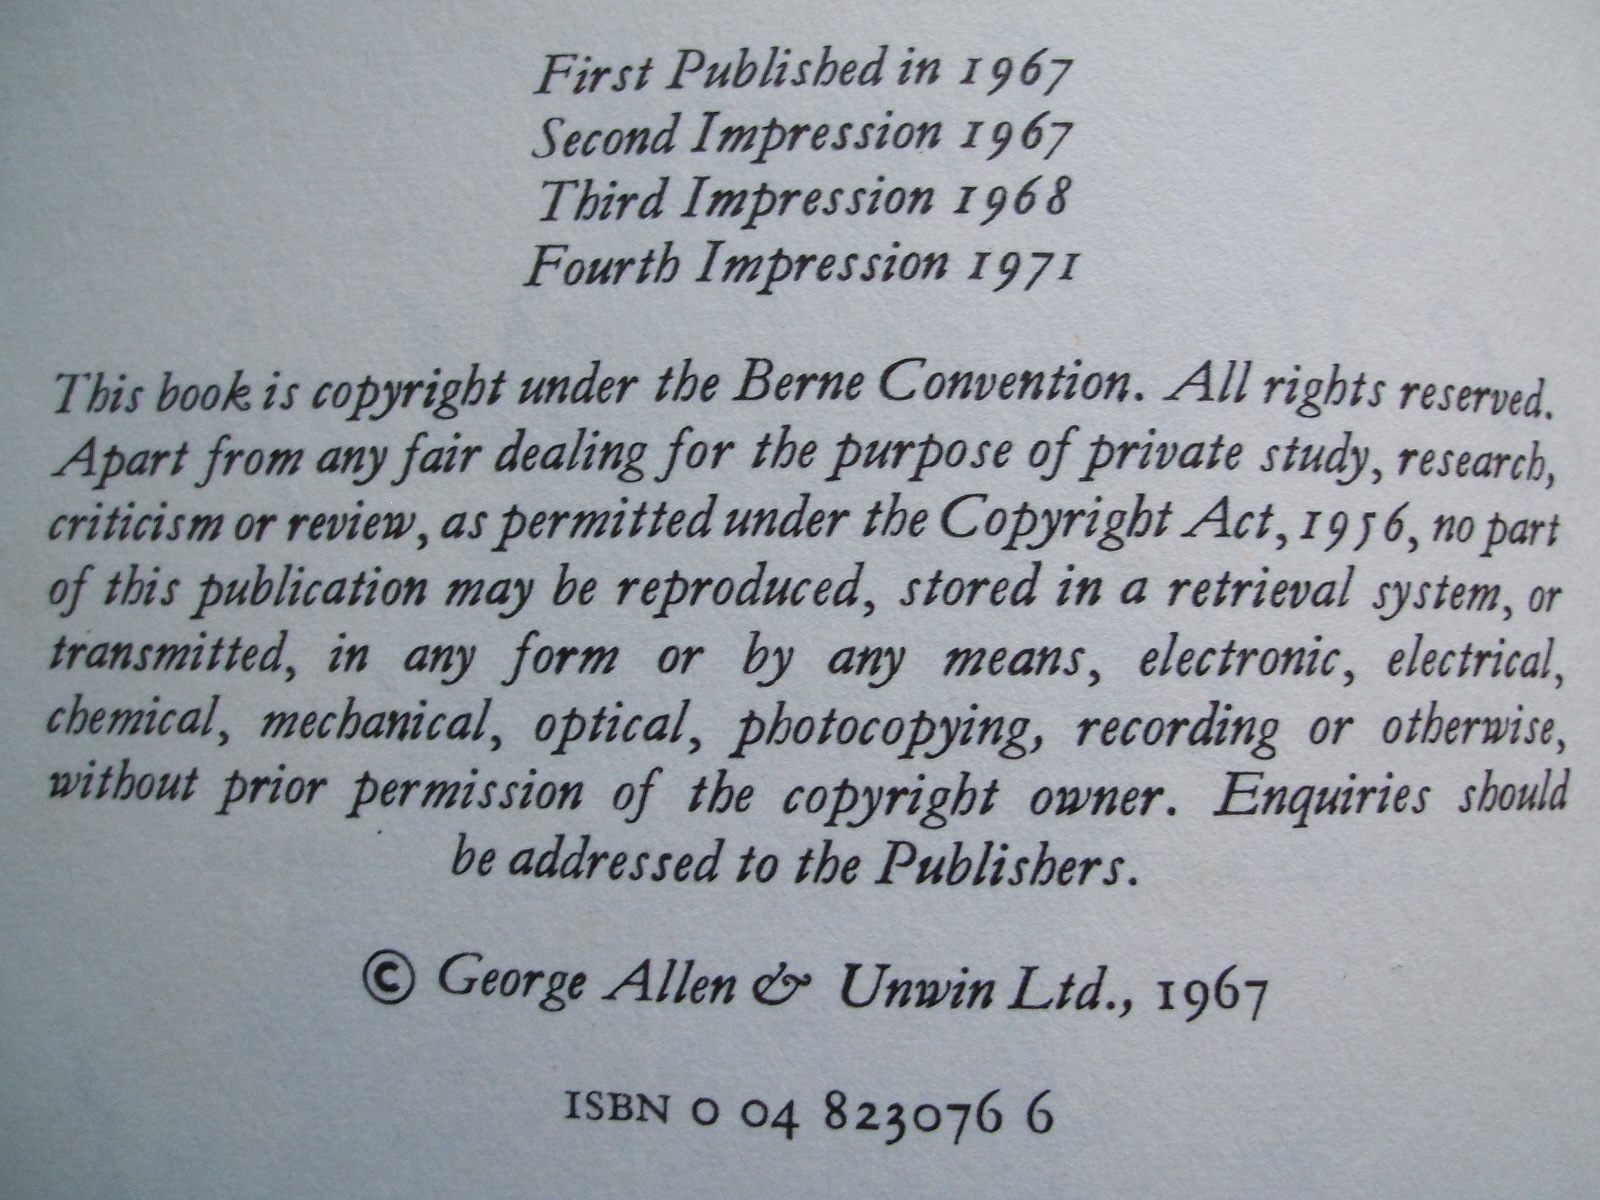 First Published in 1967
Second Impression 1967
Third Impression 1968
Fourth Impression 1971
This book is copyright under the Berne Convention. All rights reserved.
Apart from any fair dealing for the purpose of private study, research,
criticism or review, as permitted under the Copyright Act, 1956, no part
of this publication may be reproduced, stored in a retrieval system, or
transmitted, in any form or by any means, electronic, electrical,
chemical, mechanical, optical, photocopying, recording or otherwise,
without prior permission of the copyright owner. Enquiries should
be addressed to the Publishers.
© George Allen & Unwin Ltd., 1967
ISBN 0 04 823076 6